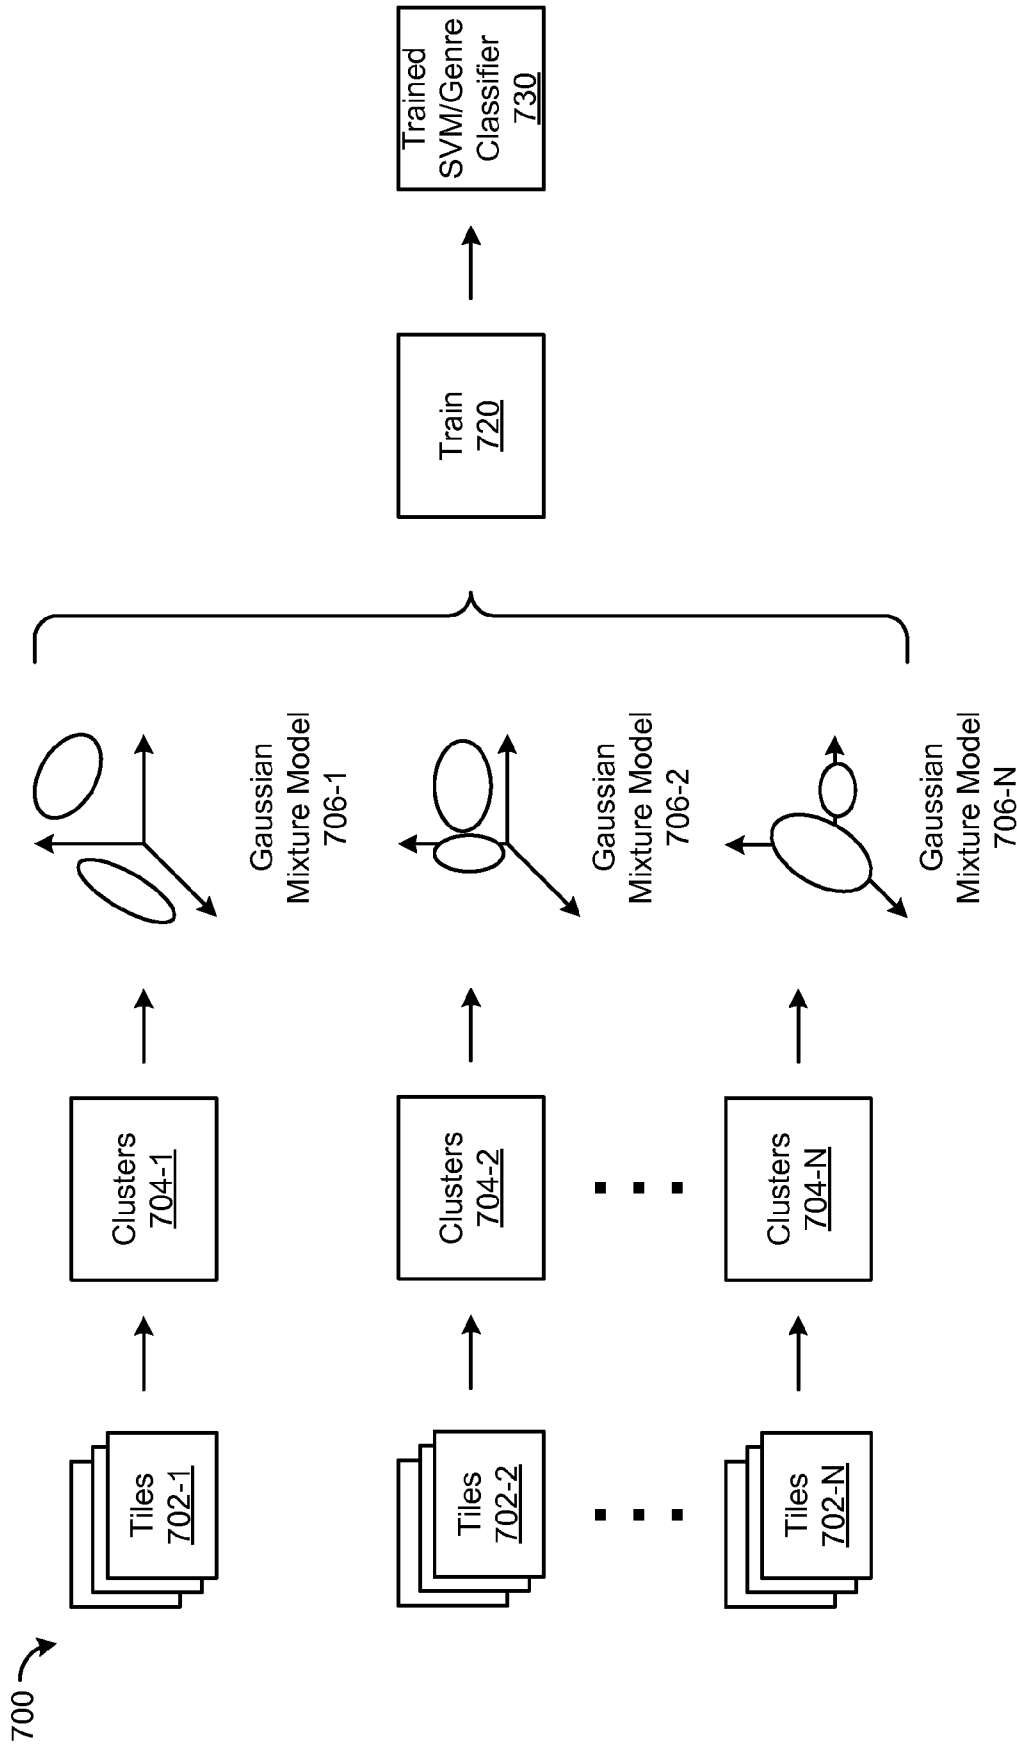 700
Tiles
702-1
Clusters
704-1
Gaussian
Mixture Model
706-1
Tiles
702-2
Clusters
704-2
Gaussian
Mixture Model
706-2
Tiles
702-N
Clusters
704-N
Gaussian
Mixture Model
706-N
Train
720
Trained
SVM/Genre
Classifier
730